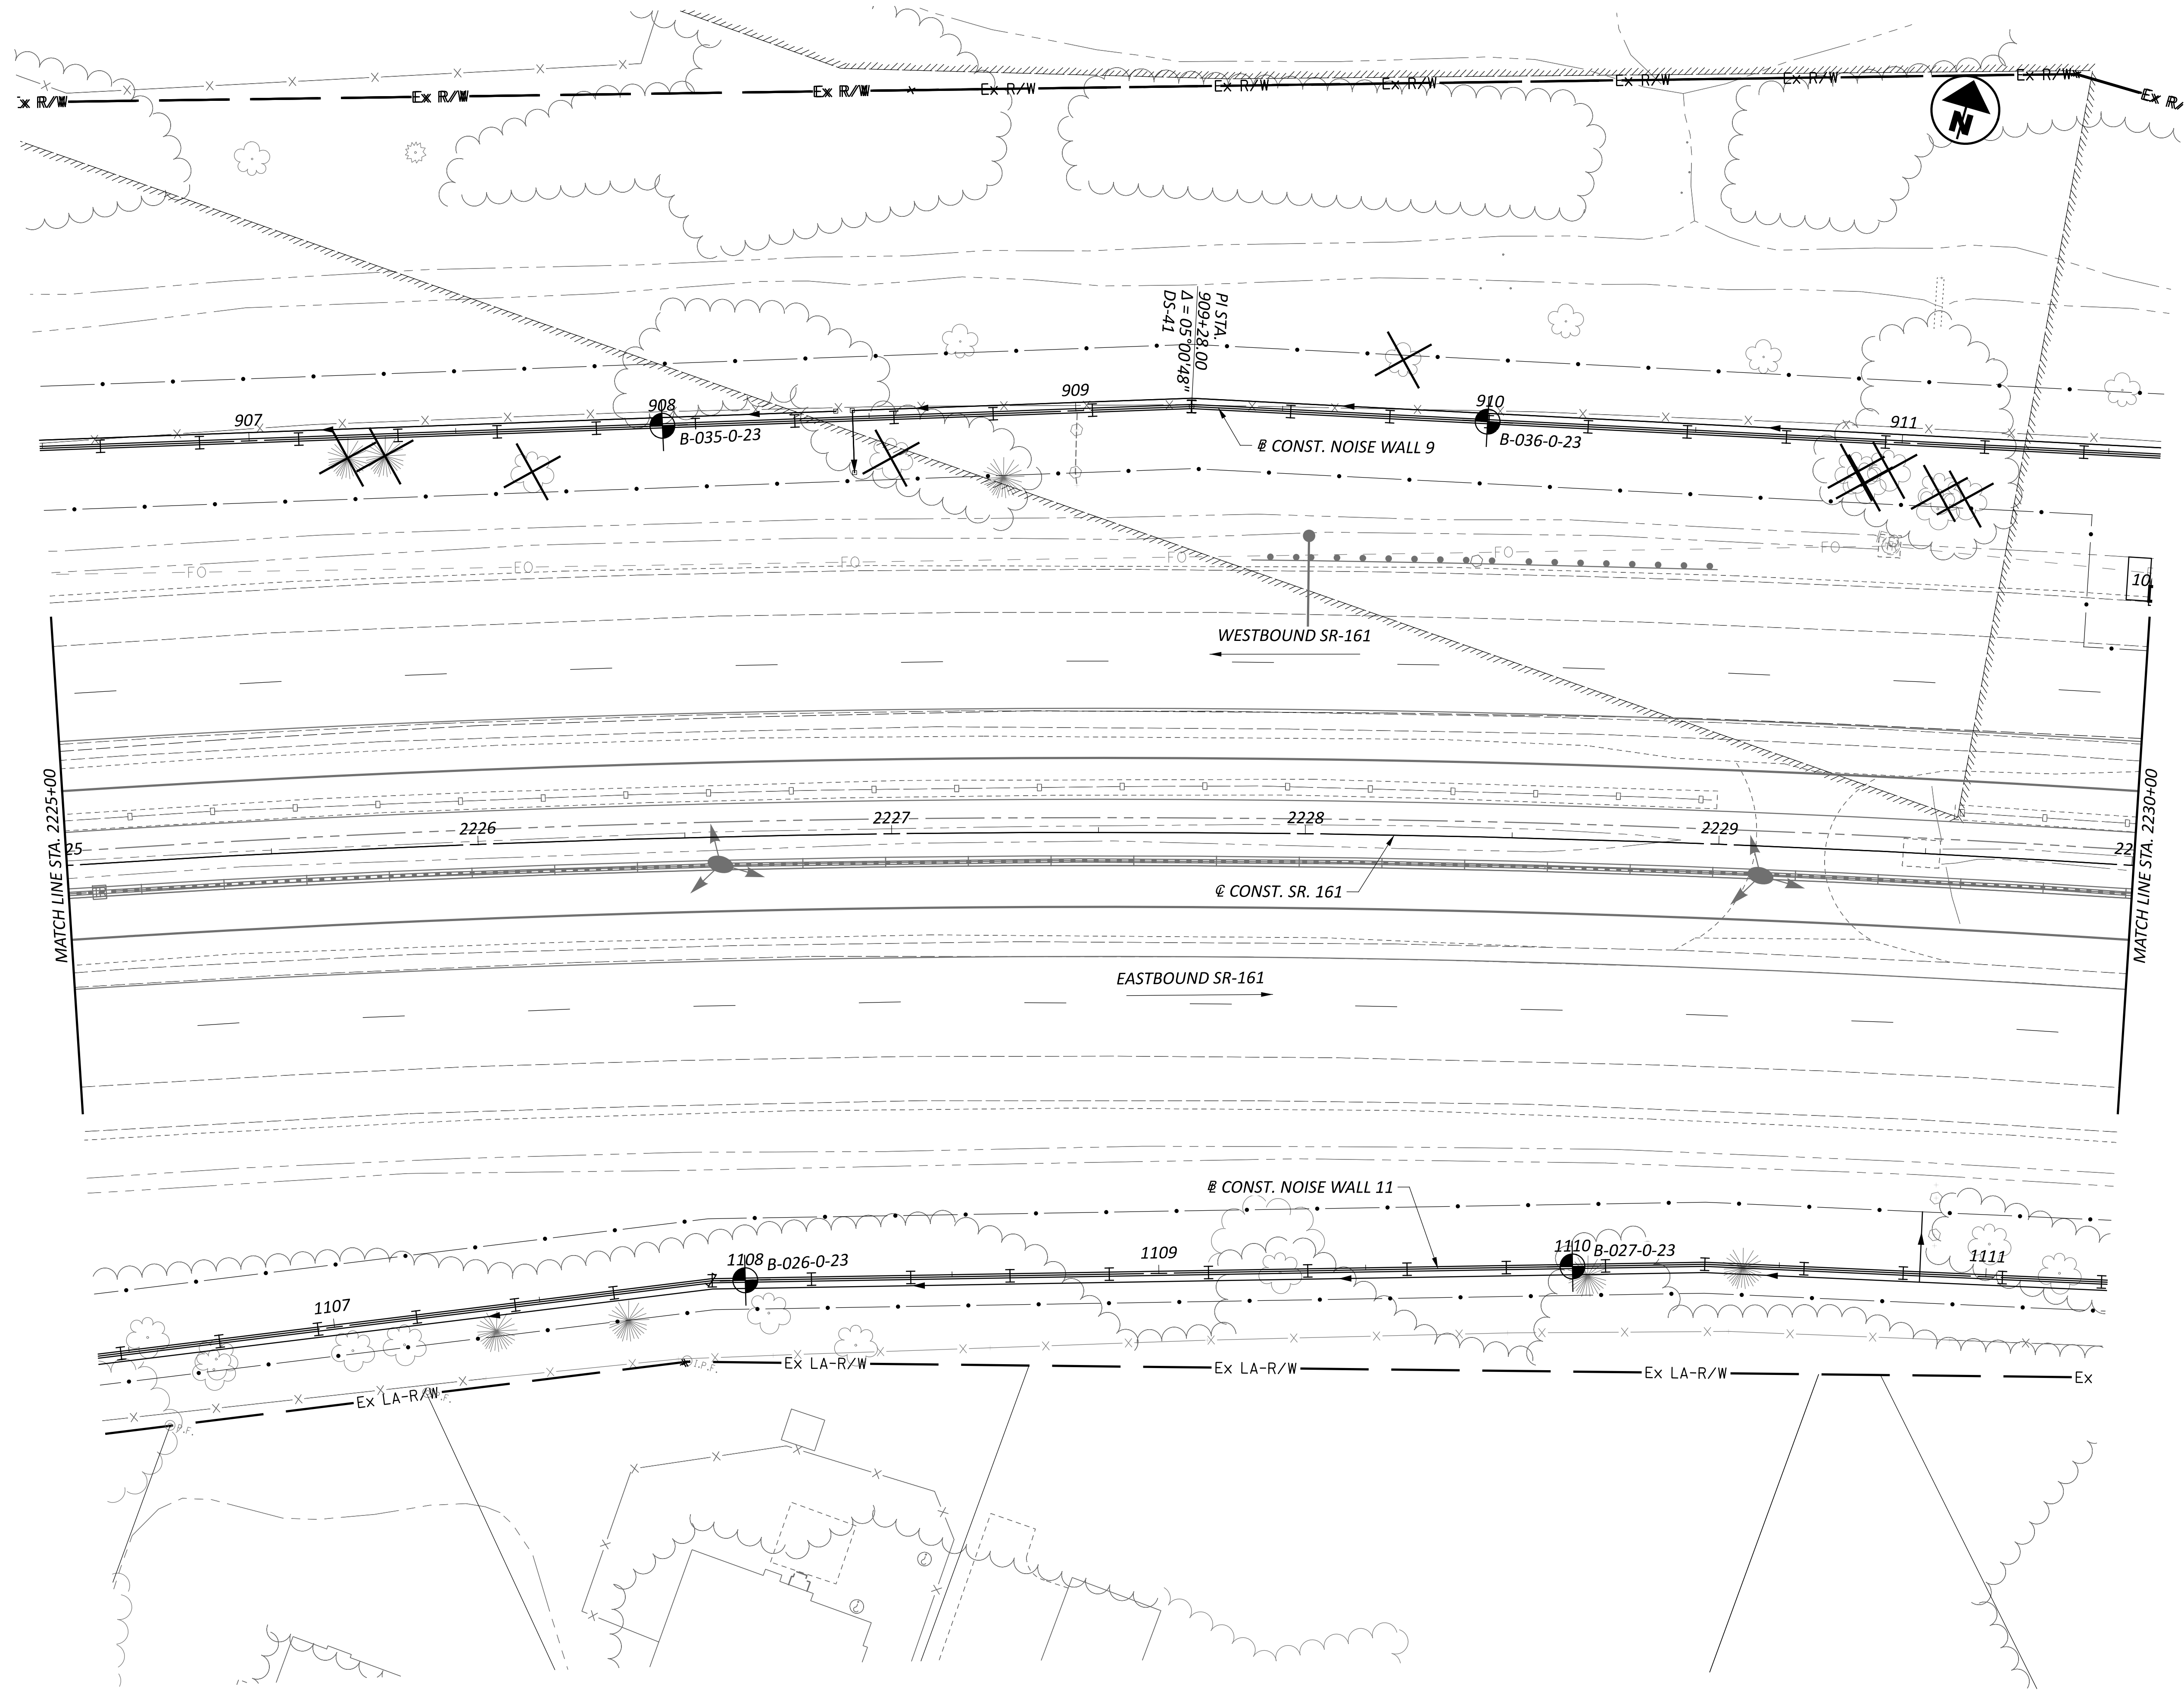 Ex R/W
Ex R/W
Ex R/W
Ex R/W
Ex R/W
Ex R/W
Ex R/W
Ex R/W
Ex R/W
N
PI STA.
909+28.00
Δ = 05°00'48"
DS-41
907
908
B-035-0-23
909
910
B-036-0-23
911
℄ CONST. NOISE WALL 9
FO
FO
FO
FO
FO
FO
10
WESTBOUND SR-161
MATCH LINE STA. 2225+00
MATCH LINE STA. 2230+00
25
2226
2227
2228
2229
22
℄ CONST. SR. 161
EASTBOUND SR-161
℄ CONST. NOISE WALL 11
1107
1108
B-026-0-23
1109
1110
B-027-0-23
1111
I.P.F.
Ex LA-R/W
Ex LA-R/W
Ex LA-R/W
Ex LA-R/W
Ex